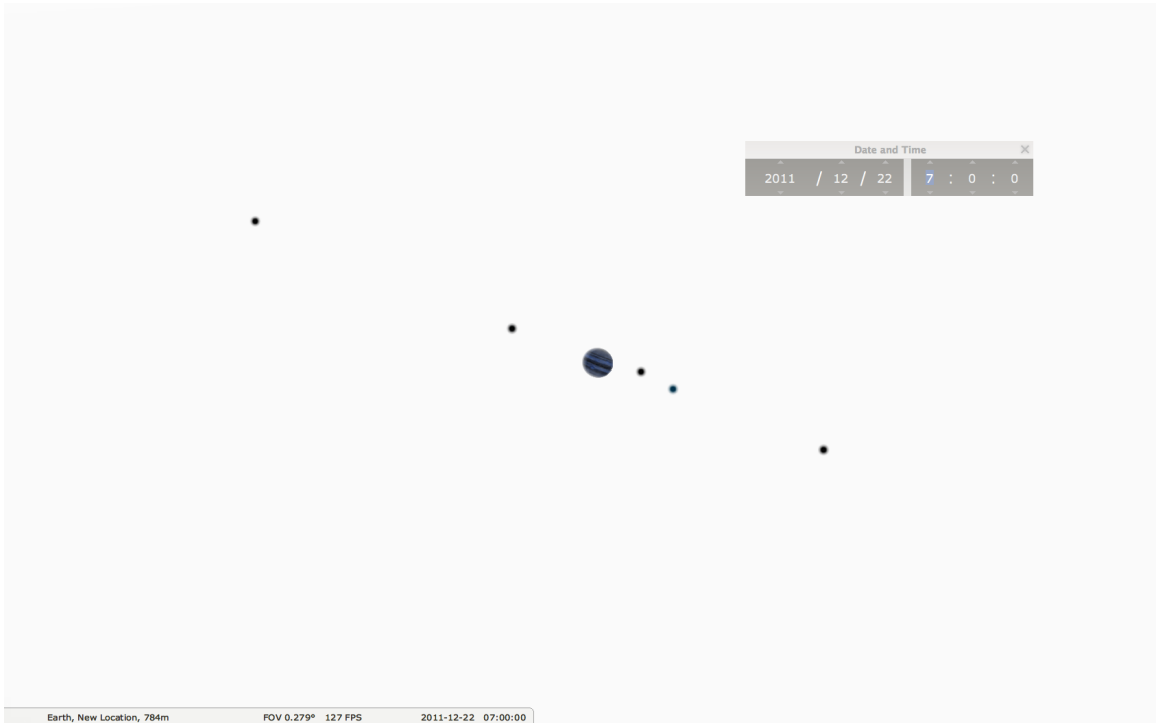 Date and Time
2011 / 12 / 22 7 : 0 : 0
Earth, New Location, 784m FOV 0.279° 127 FPS 2011-12-22 07:00:00